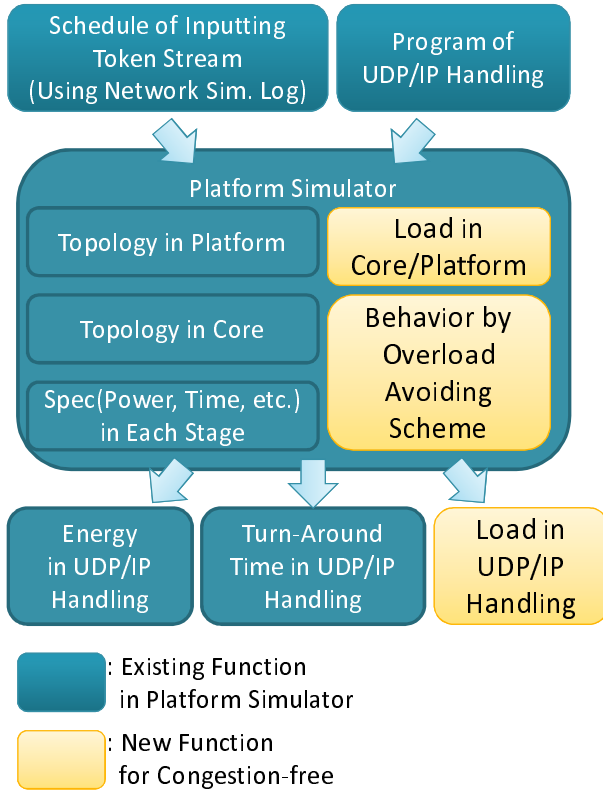 Schedule of Inputting
Token Stream
(Using Network Sim. Log)
Program of
UDP/IP Handling
Platform Simulator
Topology in Platform
Load in
Core/Platform
Topology in Core
Behavior by
Overload
Avoiding
Scheme
Spec(Power, Time, etc.)
in Each Stage
Energy
in UDP/IP
Handling
Turn-Around
Time in UDP/IP
Handling
Load in
UDP/IP
Handling
: Existing Function
in Platform Simulator
: New Function
for Congestion-free